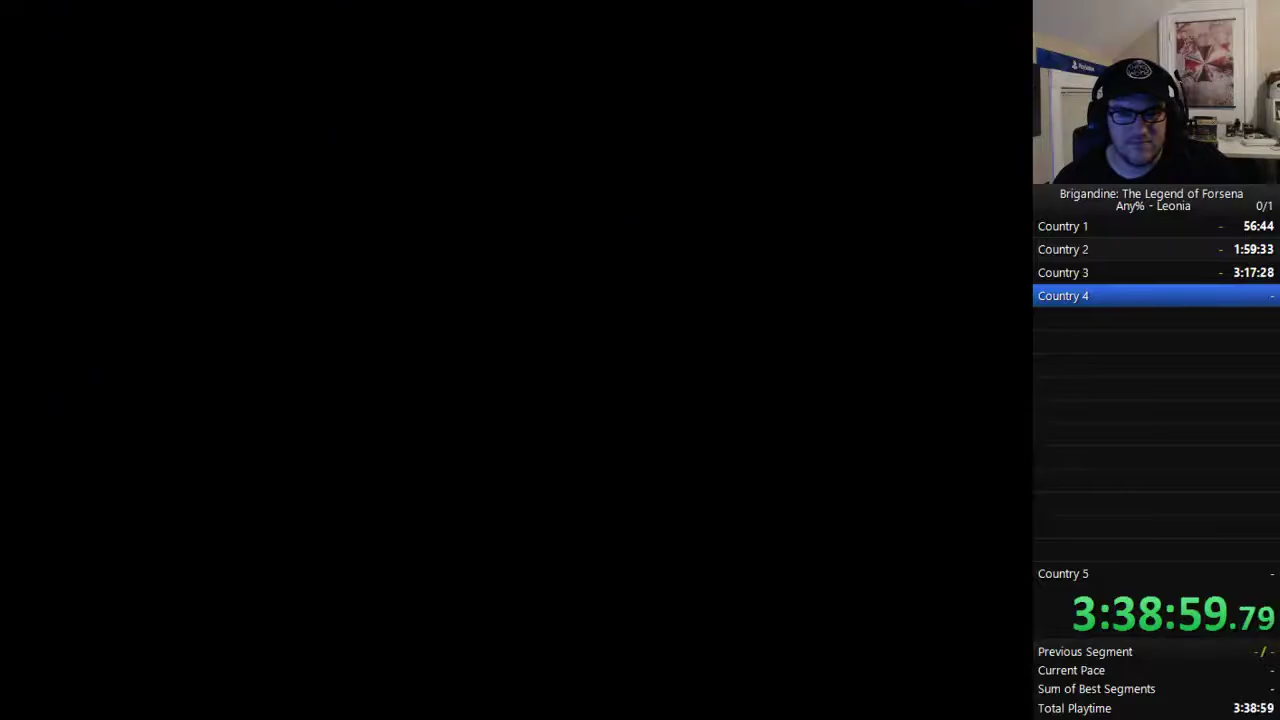 PlayStation
Brigandine: The Legend of Forsena
Any% - Leonia 0/1
Country 1 - 56:44
Country 2 - 1:59:33
Country 3 - 3:17:28
Country 4 -
Country 5 -
3:38:59.79
Previous Segment - / -
Current Pace -
Sum of Best Segments -
Total Playtime 3:38:59